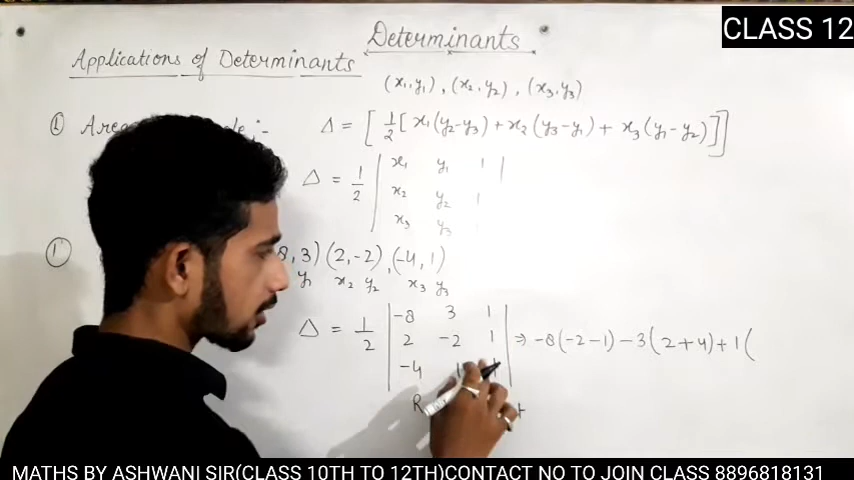 CLASS 12
Determinants
Applications of Determinants
(x₁,y₁), (x₂,y₂), (x₃,y₃)
① Δ = [ 1/2 [ x₁(y₂-y₃) + x₂(y₃-y₁) + x₃(y₁-y₂) ] ]
Δ = 1/2 | x₁ y₁ 1 |
x₂ y₂ 1
x₃ y₃
8, 3) (2, -2), (-4, 1)
y₁ x₂ y₂ x₃ y₃
Δ = 1/2 | -8 3 1 |
2 -2 1 ⇒ -8(-2-1) -3(2+4) +1(
-4 1 1
R
MATHS BY ASHWANI SIR(CLASS 10TH TO 12TH)CONTACT NO TO JOIN CLASS 8896818131